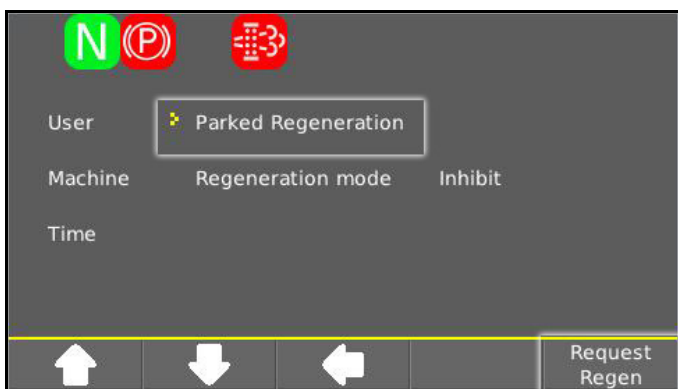 N (P)
User Parked Regeneration
Machine Regeneration mode Inhibit
Time
Request
Regen